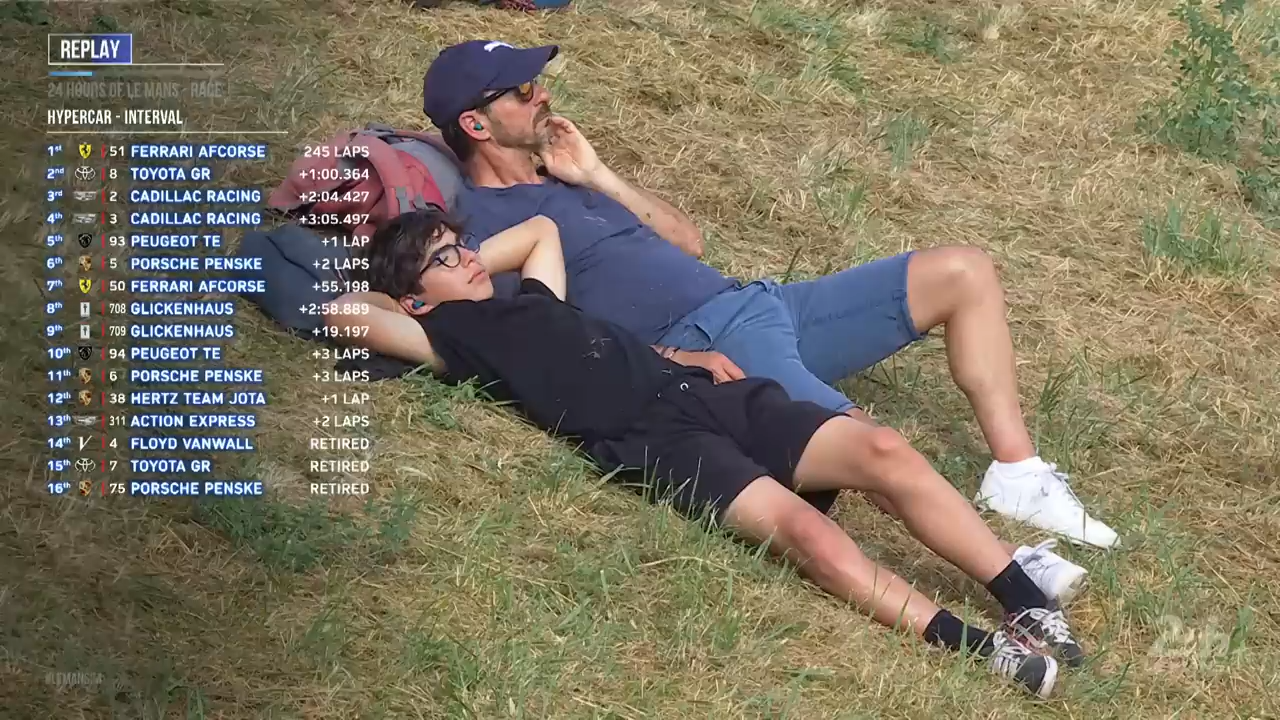 REPLAY
24 HOURS OF LE MANS - RACE
HYPERCAR - INTERVAL
1st 51 FERRARI AFCORSE 245 LAPS
2nd 8 TOYOTA GR +1:00.364
3rd 2 CADILLAC RACING +2:04.427
4th 3 CADILLAC RACING +3:05.497
5th 93 PEUGEOT TE +1 LAP
6th 5 PORSCHE PENSKE +2 LAPS
7th 50 FERRARI AFCORSE +55.198
8th 708 GLICKENHAUS +2:58.889
9th 709 GLICKENHAUS +19.197
10th 94 PEUGEOT TE +3 LAPS
11th 6 PORSCHE PENSKE +3 LAPS
12th 38 HERTZ TEAM JOTA +1 LAP
13th 311 ACTION EXPRESS +2 LAPS
14th 4 FLOYD VANWALL RETIRED
15th 7 TOYOTA GR RETIRED
16th 75 PORSCHE PENSKE RETIRED
24h